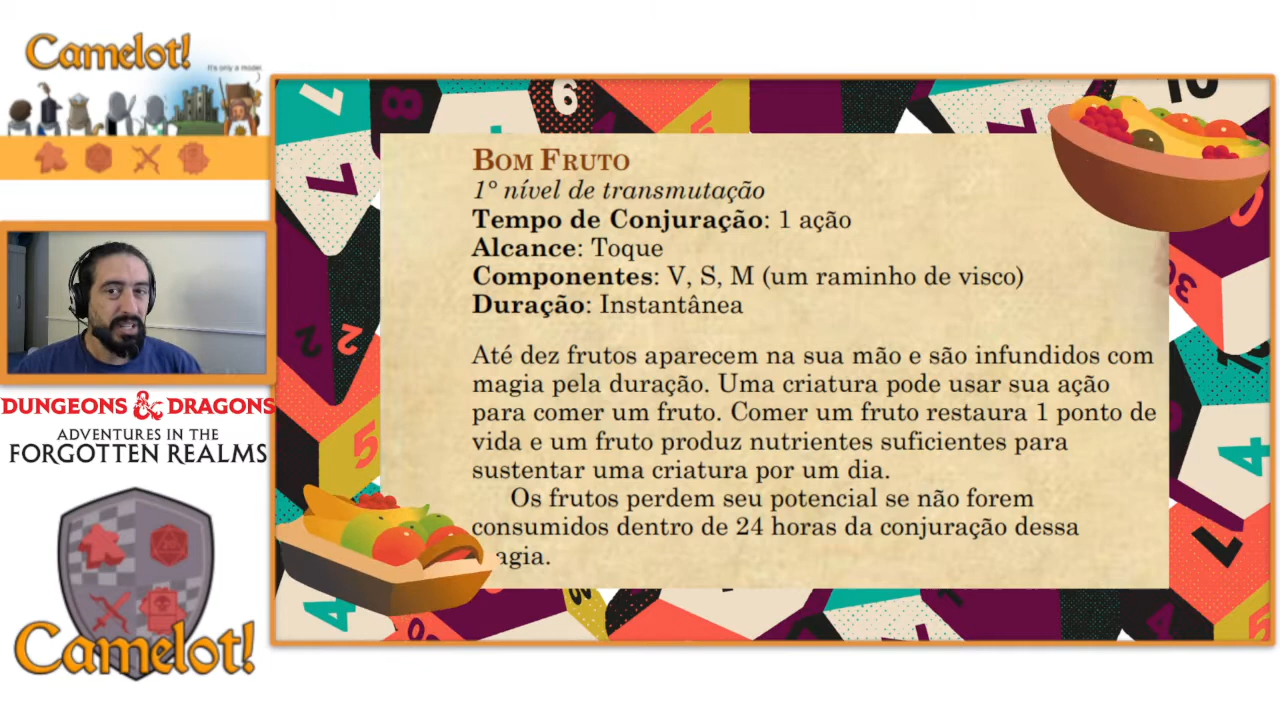 Camelot!
It's only a model.
BOM FRUTO
1° nível de transmutação
Tempo de Conjuração: 1 ação
Alcance: Toque
Componentes: V, S, M (um raminho de visco)
Duração: Instantânea
Até dez frutos aparecem na sua mão e são infundidos com
magia pela duração. Uma criatura pode usar sua ação
para comer um fruto. Comer um fruto restaura 1 ponto de
vida e um fruto produz nutrientes suficientes para
sustentar uma criatura por um dia.
Os frutos perdem seu potencial se não forem
consumidos dentro de 24 horas da conjuração dessa
agia.
DUNGEONS & DRAGONS
ADVENTURES IN THE
FORGOTTEN REALMS
Camelot!